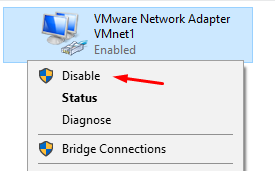 VMware Network Adapter
VMnet1
Enabled
Disable
Status
Diagnose
Bridge Connections